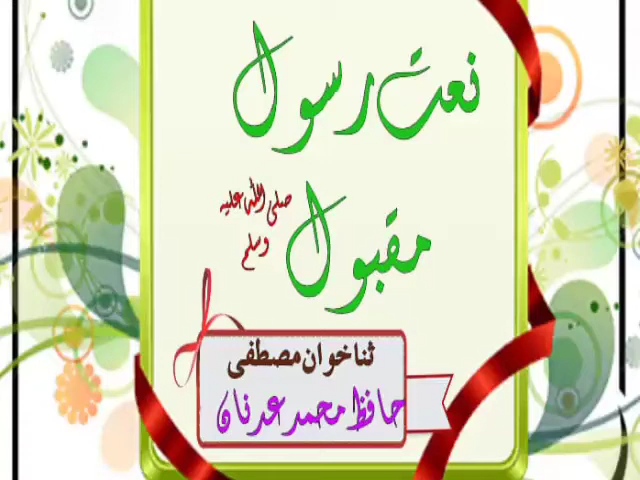 نعت رسول
مقبول
صلی اللہ علیہ
وسلم
ثناخوان مصطفی
حافظ محمد عدنان